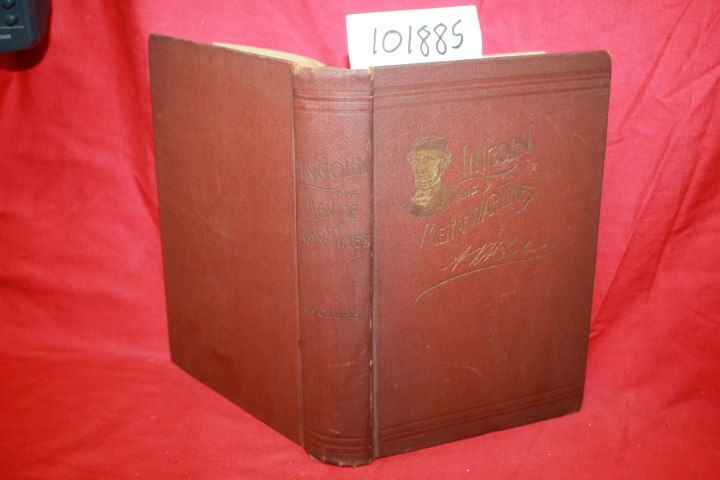 101885
LINCOLN
AND
MEN OF
WAR TIMES
LINCOLN
AND
MEN OF WAR TIMES